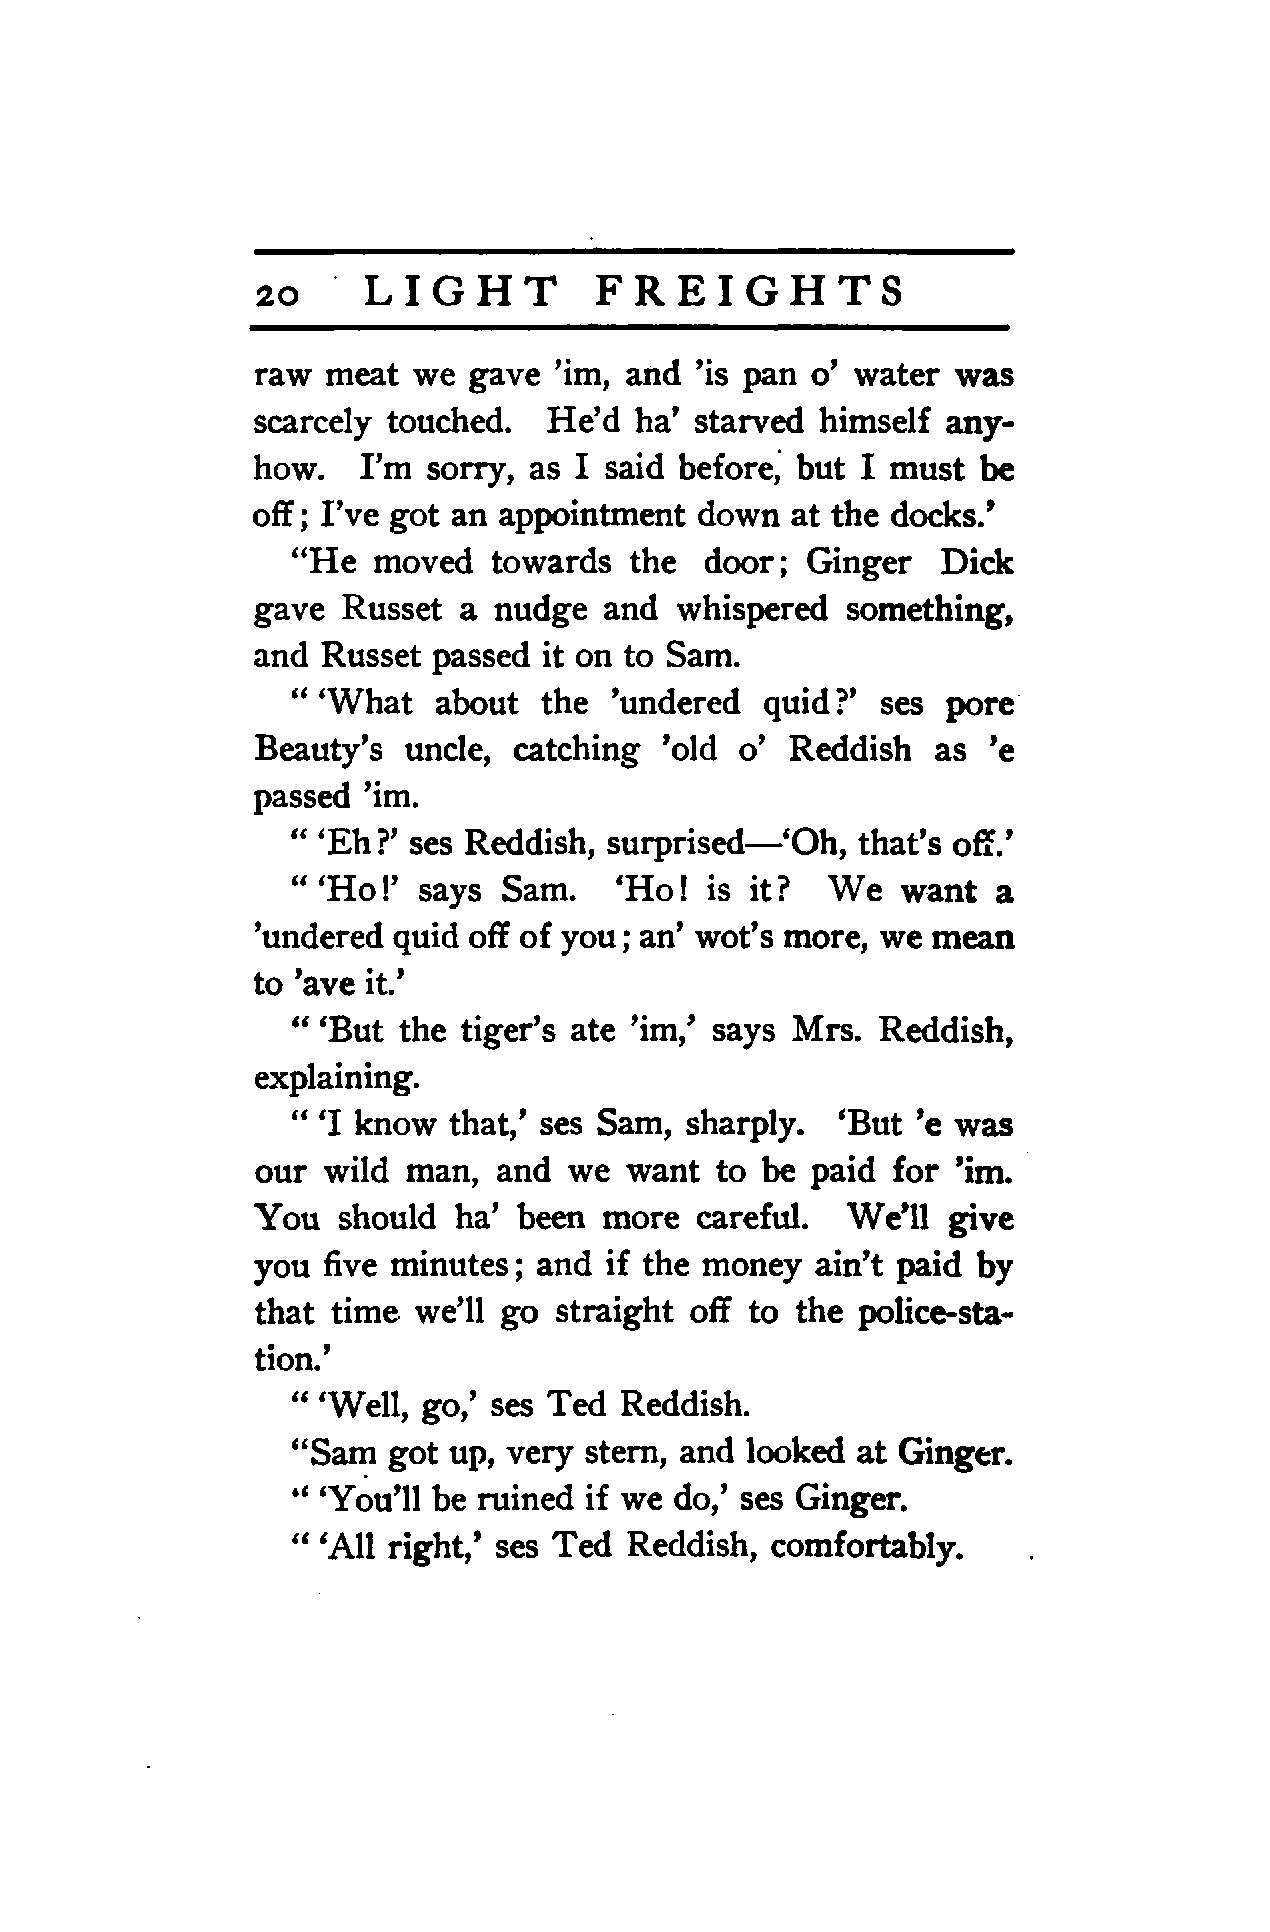 20 LIGHT FREIGHTS
raw meat we gave ’im, and ’is pan o’ water was
scarcely touched. He’d ha’ starved himself any-
how. I’m sorry, as I said before, but I must be
off; I’ve got an appointment down at the docks.’
“He moved towards the door; Ginger Dick
gave Russet a nudge and whispered something,
and Russet passed it on to Sam.
“ ‘What about the ’undered quid?’ ses pore
Beauty’s uncle, catching ’old o’ Reddish as ’e
passed ’im.
“ ‘Eh?’ ses Reddish, surprised—‘Oh, that’s off.’
“ ‘Ho!’ says Sam. ‘Ho! is it? We want a
’undered quid off of you; an’ wot’s more, we mean
to ’ave it.’
“ ‘But the tiger’s ate ’im,’ says Mrs. Reddish,
explaining.
“ ‘I know that,’ ses Sam, sharply. ‘But ’e was
our wild man, and we want to be paid for ’im.
You should ha’ been more careful. We’ll give
you five minutes; and if the money ain’t paid by
that time we’ll go straight off to the police-sta-
tion.’
“ ‘Well, go,’ ses Ted Reddish.
“Sam got up, very stern, and looked at Ginger.
“ ‘You’ll be ruined if we do,’ ses Ginger.
“ ‘All right,’ ses Ted Reddish, comfortably.